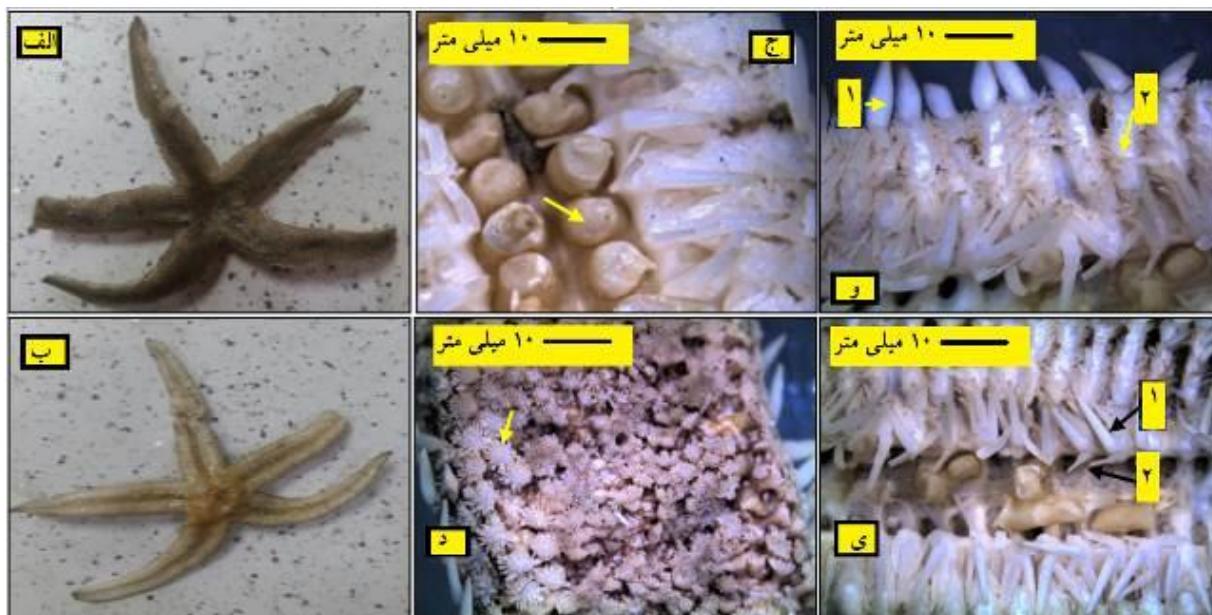 الف
۱۰ میلی متر
ج
۱۰ میلی متر
۱
۲
و
ب
۱۰ میلی متر
د
۱۰ میلی متر
۱
۲
ی